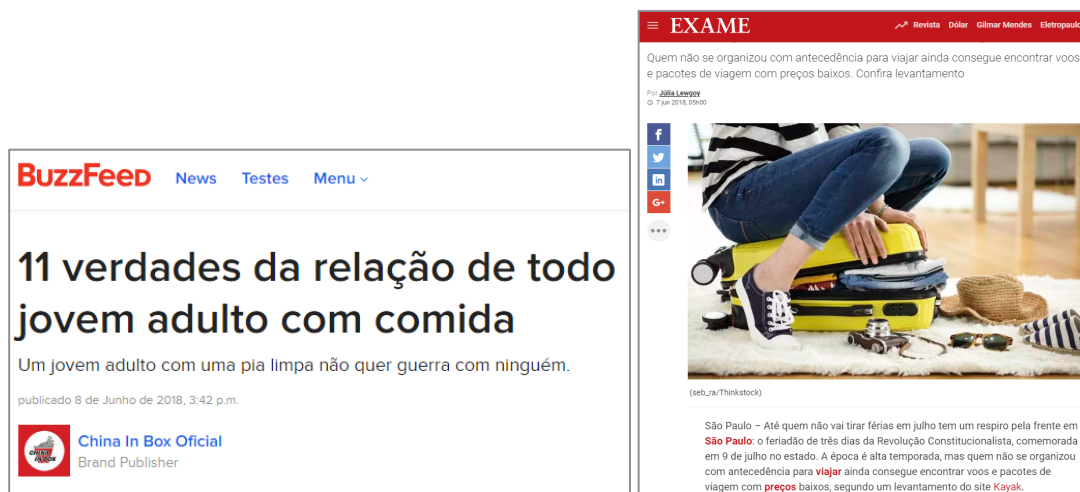 BuzzFeed News Testes Menu
11 verdades da relação de todo
jovem adulto com comida
Um jovem adulto com uma pia limpa não quer guerra com ninguém.
publicado 8 de Junho de 2018, 3:42 p.m.
CHINA IN BOX
China In Box Oficial
Brand Publisher
EXAME Revista Dólar Gilmar Mendes Eletropaulo
Quem não se organizou com antecedência para viajar ainda consegue encontrar voos
e pacotes de viagem com preços baixos. Confira levantamento
Por Júlia Lewgoy
7 jun 2018, 05h00
f
in
G+
(seb_ra/Thinkstock)
São Paulo – Até quem não vai tirar férias em julho tem um respiro pela frente em
São Paulo: o feriadão de três dias da Revolução Constitucionalista, comemorada
em 9 de julho no estado. A época é alta temporada, mas quem não se organizou
com antecedência para viajar ainda consegue encontrar voos e pacotes de
viagem com preços baixos, segundo um levantamento do site Kayak.